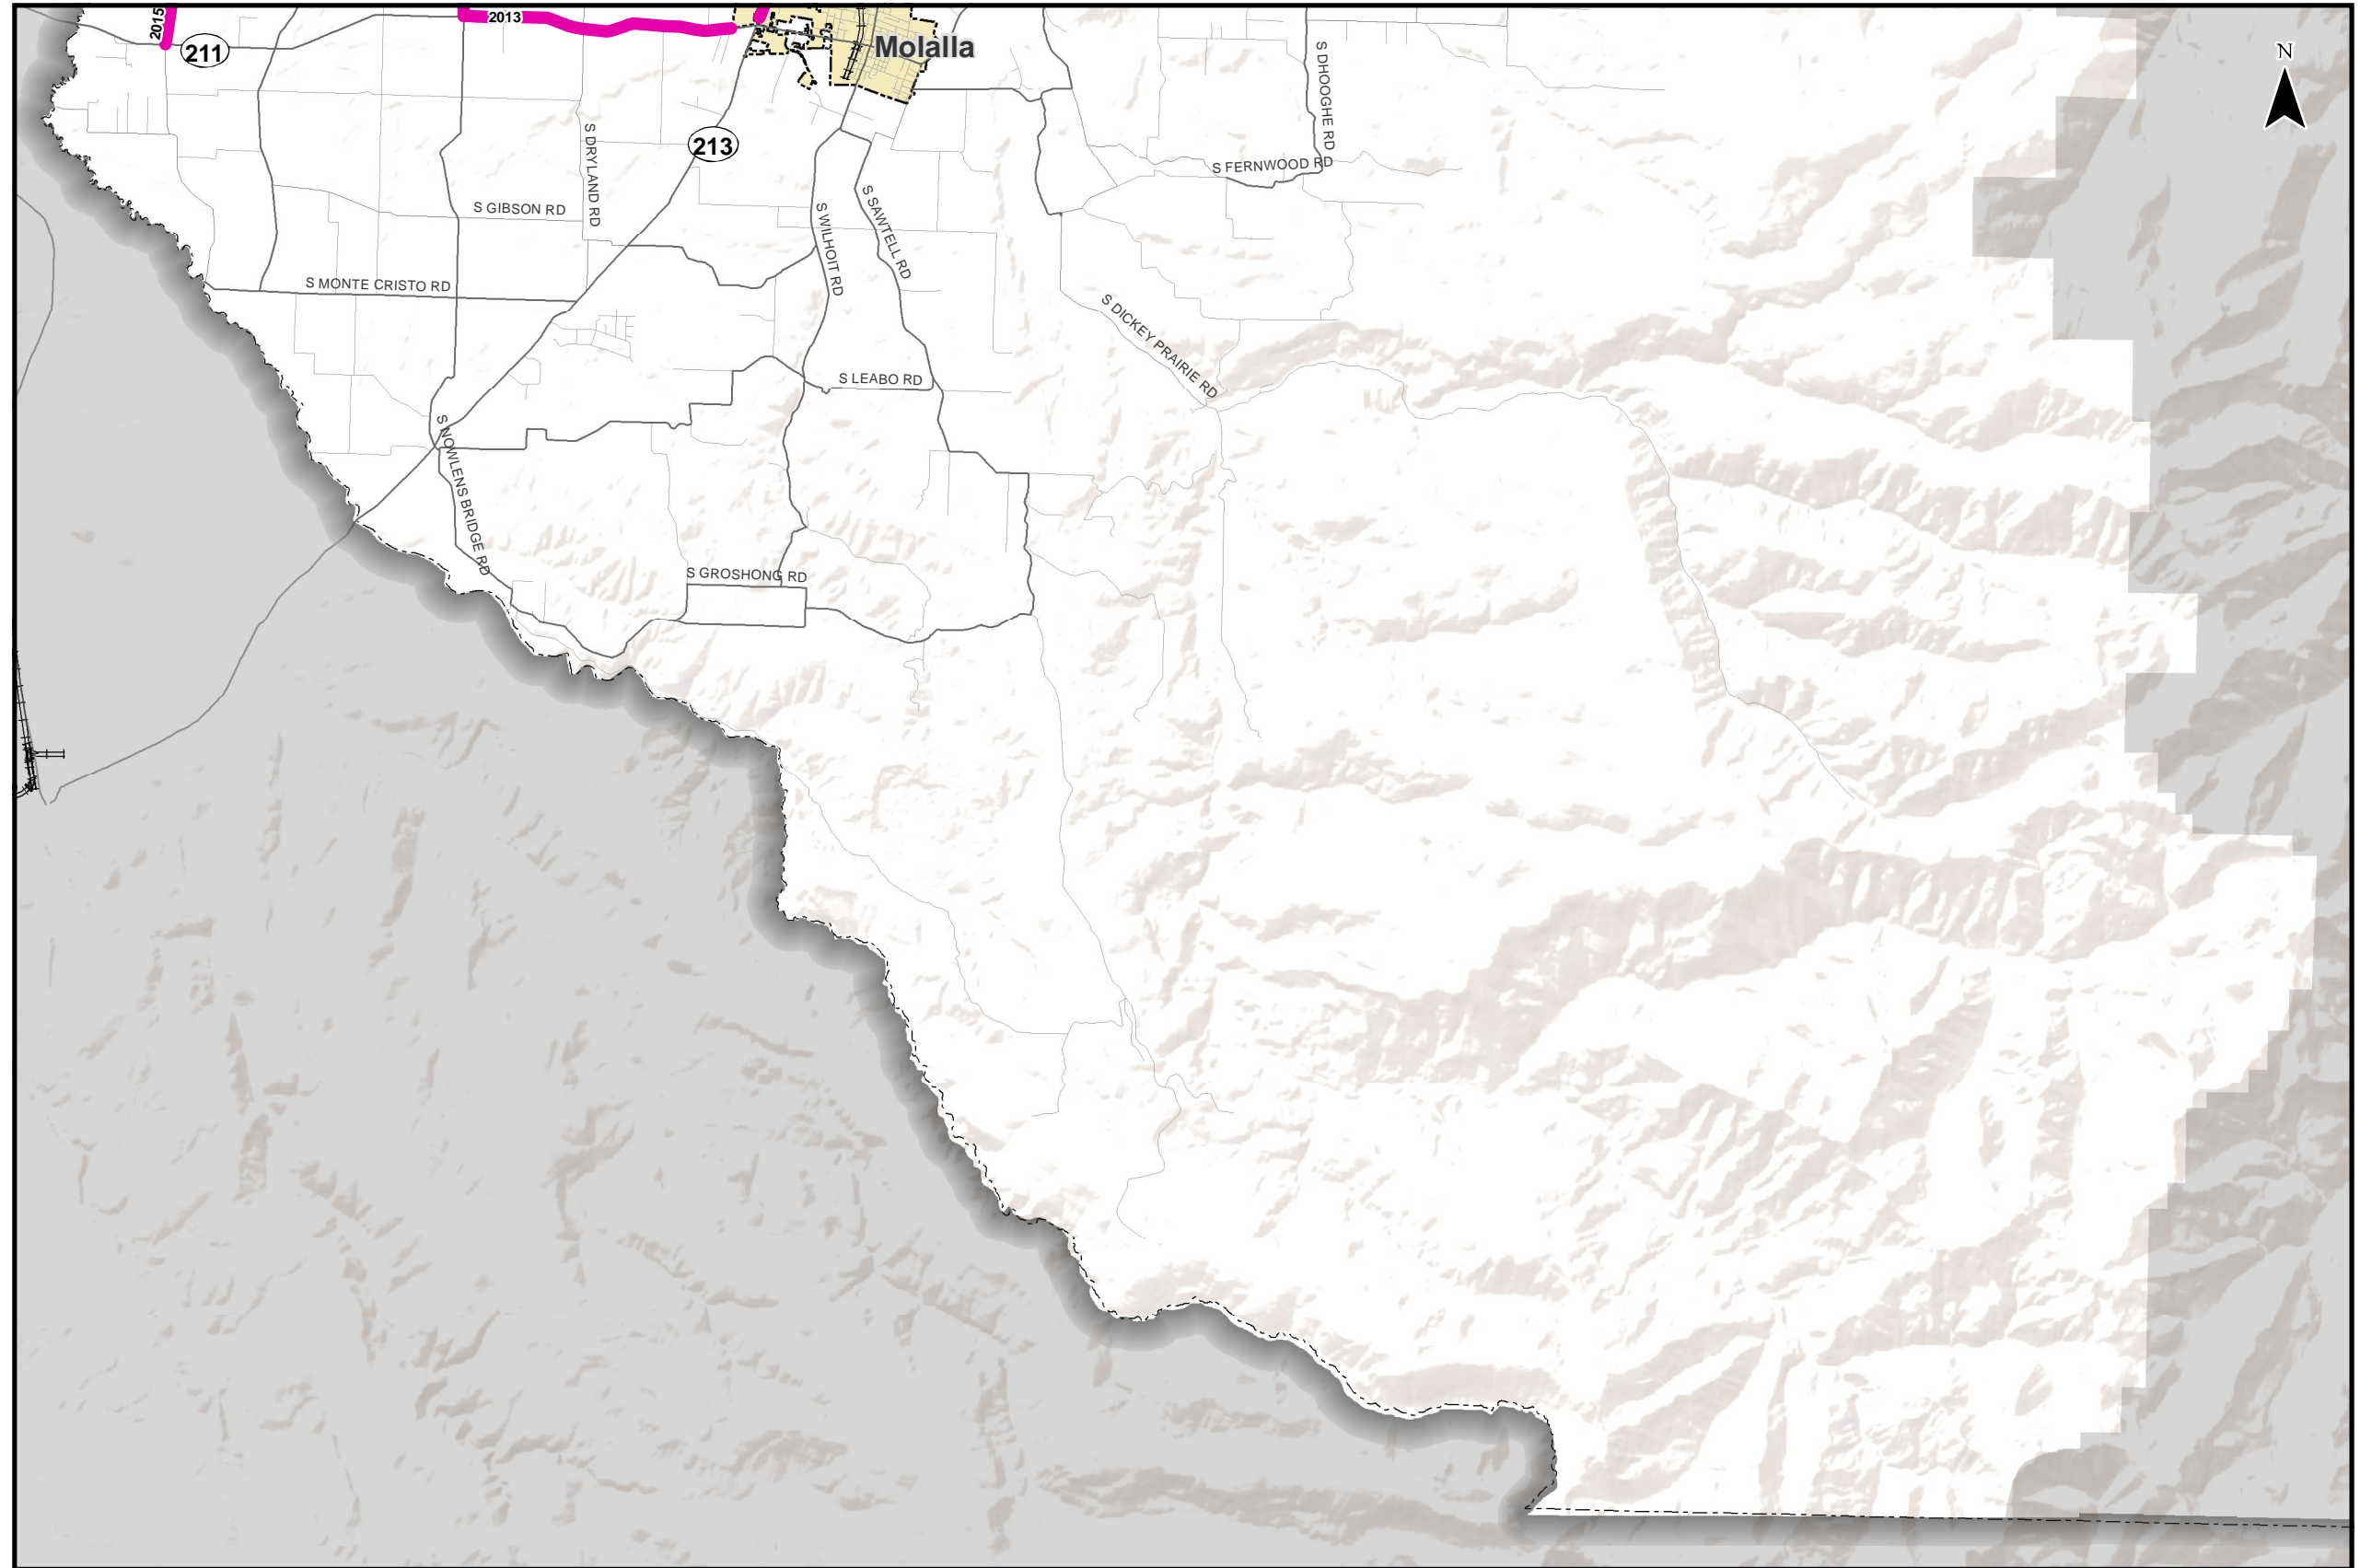 2015
211
2013
Molalla
N
S DHOOGHE RD
S DRYLAND RD
213
S FERNWOOD RD
S GIBSON RD
S WILHOIT RD
S SAWTELL RD
S MONTE CRISTO RD
S DICKEY PRAIRIE RD
S LEABO RD
S NOWLENS BRIDGE RD
S GROSHONG RD